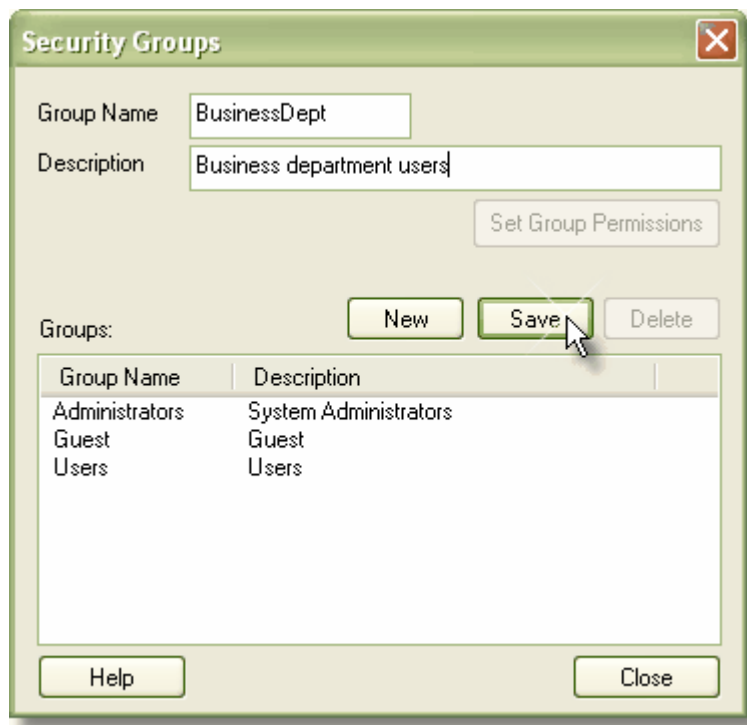 Security Groups
Group Name BusinessDept
Description Business department users
Set Group Permissions
New Save Delete
Groups:
Group Name Description
Administrators System Administrators
Guest Guest
Users Users
Help Close